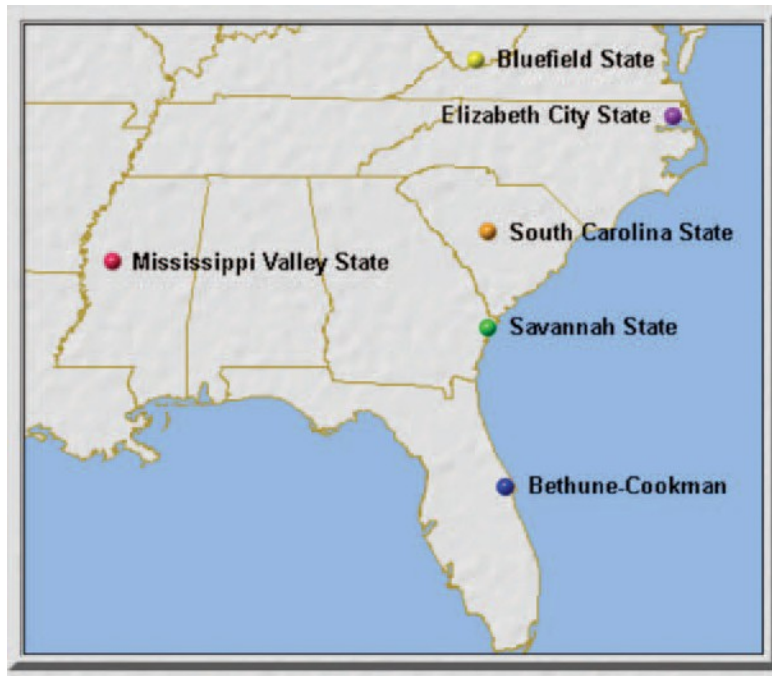 Bluefield State
Elizabeth City State
South Carolina State
Mississippi Valley State
Savannah State
Bethune-Cookman